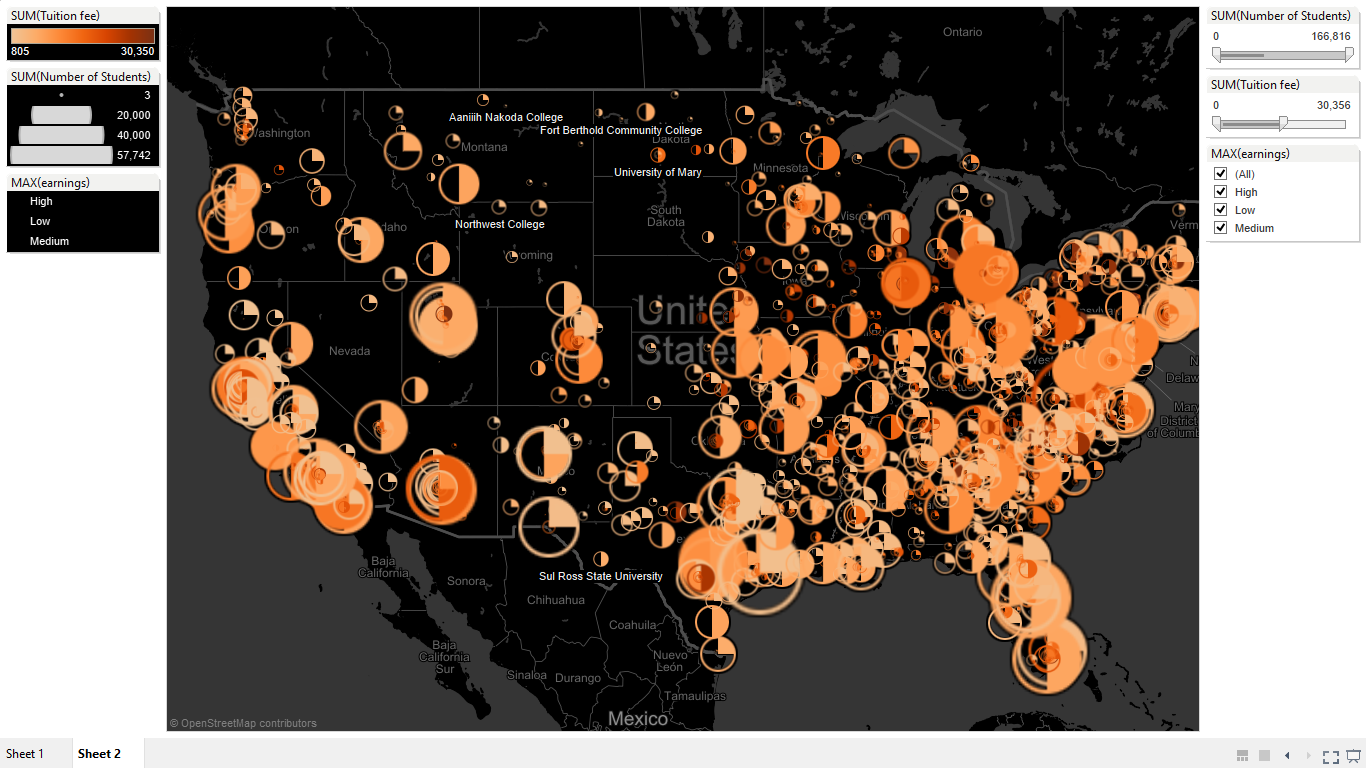 SUM(Tuition fee)
805 30,350
SUM(Number of Students)
3
20,000
40,000
57,742
MAX(earnings)
High
Low
Medium
Ontario
Washington
Aaniiih Nakoda College
Montana
Fort Berthold Community College
Dakota
University of Mary
Minnesota
South
Dakota
Northwest College
United
States
Nevada
Sul Ross State University
Baja
California
Sonora
Chihuahua
Coahuila
Baja
California
Sur
Nuevo
León
Sinaloa
Durango
Tamaulipas
Mexico
© OpenStreetMap contributors
SUM(Number of Students)
0 166,816
SUM(Tuition fee)
0 30,356
MAX(earnings)
(All)
High
Low
Medium
Sheet 1
Sheet 2